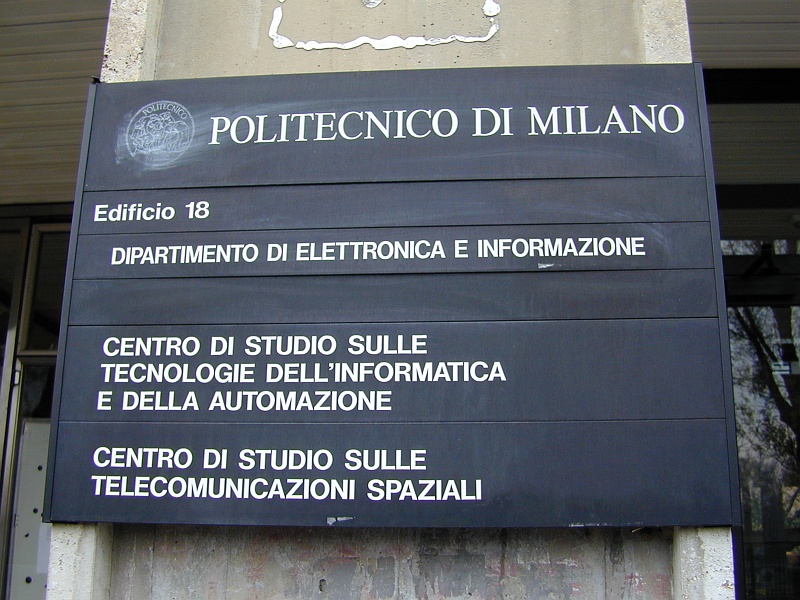 POLITECNICO
POLITECNICO DI MILANO
Edificio 18
DIPARTIMENTO DI ELETTRONICA E INFORMAZIONE
CENTRO DI STUDIO SULLE
TECNOLOGIE DELL'INFORMATICA
E DELLA AUTOMAZIONE
CENTRO DI STUDIO SULLE
TELECOMUNICAZIONI SPAZIALI